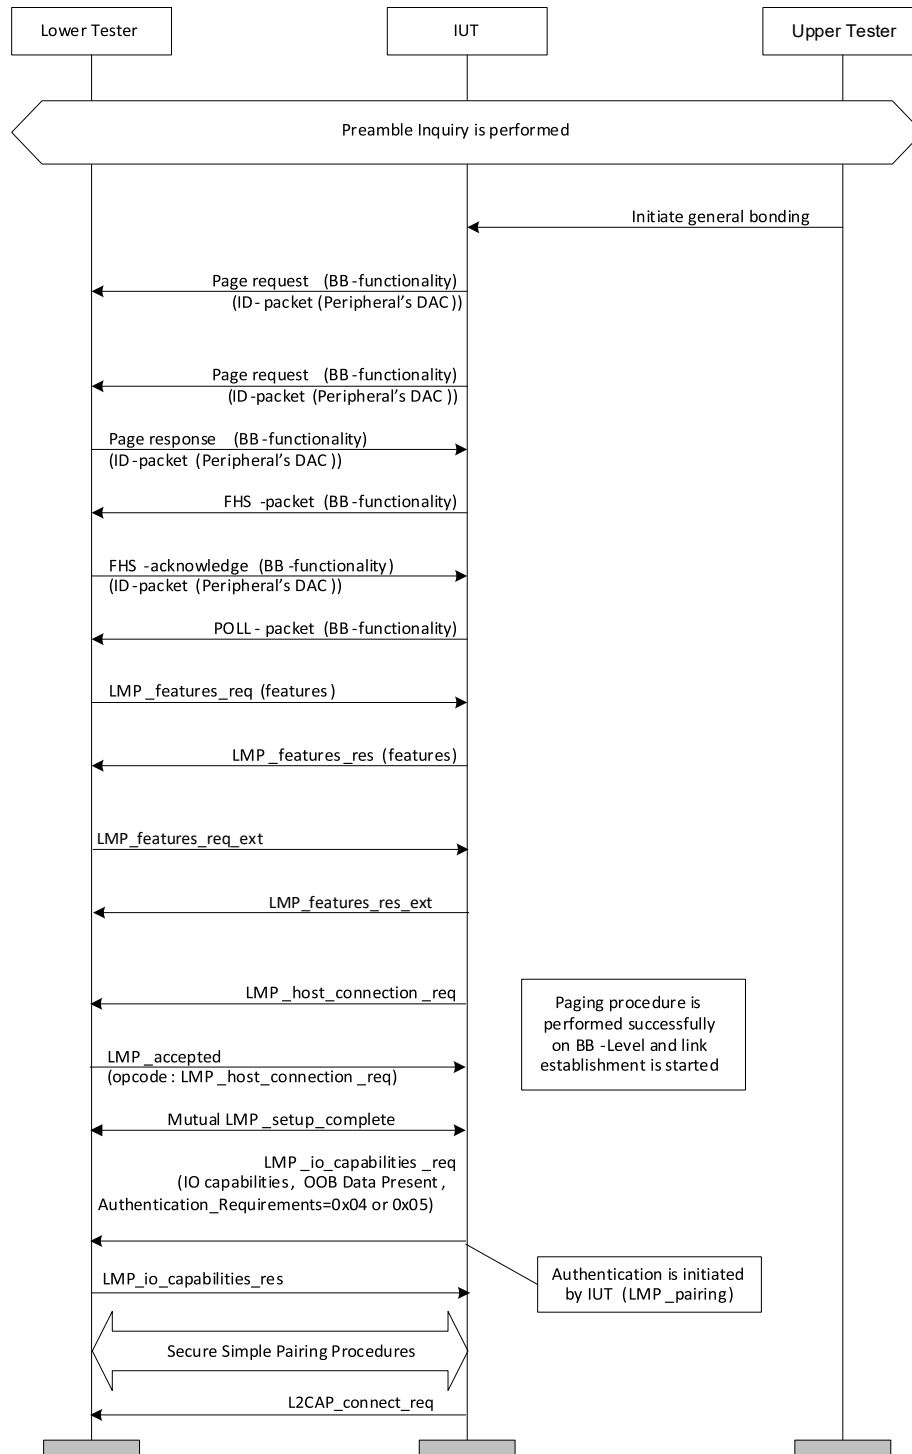 Lower Tester
IUT
Upper Tester
Preamble Inquiry is performed
Initiate general bonding
Page request (BB-functionality)
(ID- packet (Peripheral's DAC))
Page request (BB-functionality)
(ID-packet (Peripheral's DAC))
Page response (BB-functionality)
(ID-packet (Peripheral's DAC))
FHS -packet (BB-functionality)
FHS -acknowledge (BB-functionality)
(ID-packet (Peripheral's DAC))
POLL- packet (BB-functionality)
LMP_features_req (features)
LMP_features_res (features)
LMP_features_req_ext
LMP_features_res_ext
LMP_host_connection_req
Paging procedure is
performed successfully
on BB -Level and link
establishment is started
LMP_accepted
(opcode: LMP_host_connection_req)
Mutual LMP_setup_complete
LMP_io_capabilities_req
(IO capabilities, OOB Data Present,
Authentication_Requirements=0x04 or 0x05)
Authentication is initiated
by IUT (LMP_pairing)
LMP_io_capabilities_res
Secure Simple Pairing Procedures
L2CAP_connect_req